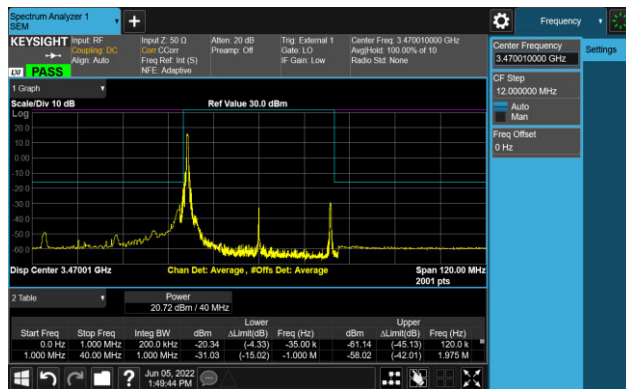 Spectrum Analyzer 1
SEM
Frequency
KEYSIGHT
Input: RF
Coupling: DC
Align: Auto
Input Z: 50 Ω
Corr CCorr
Freq Ref: Int (S)
NFE: Adaptive
Atten: 20 dB
Preamp: Off
Trig: External 1
Gate: LO
IF Gain: Low
Center Freq: 3.470010000 GHz
Avg|Hold: 100.00% of 10
Radio Std: None
PASS
Center Frequency
3.470010000 GHz
Settings
CF Step
12.000000 MHz
Auto
Man
Freq Offset
0 Hz
1 Graph
Scale/Div 10 dB
Ref Value 30.0 dBm
Log
20.0
10.0
0.00
-10.0
-20.0
-30.0
-40.0
-50.0
-60.0
Disp Center 3.47001 GHz
Chan Det: Average , #Offs Det: Average
Span 120.00 MHz
2001 pts
2 Table
Power
20.72 dBm / 40 MHz
Lower Upper
Start Freq Stop Freq Integ BW dBm ΔLimit(dB) Freq (Hz) dBm ΔLimit(dB) Freq (Hz)
0.0 Hz 1.000 MHz 200.0 kHz -20.34 (-4.33) -35.00 k -61.14 (-45.13) 120.0 k
1.000 MHz 40.00 MHz 1.000 MHz -31.03 (-15.02) -1.000 M -58.02 (-42.01) 1.975 M
?
Jun 05, 2022
1:49:44 PM